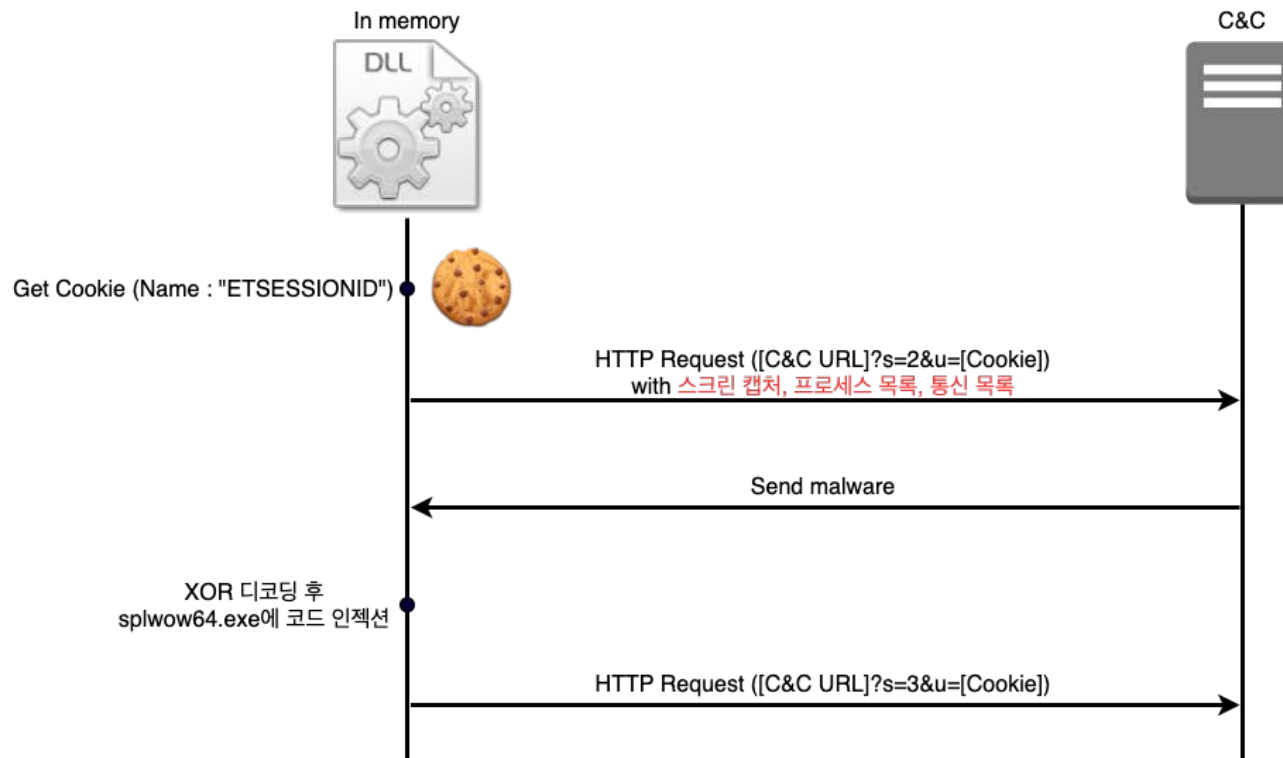 In memory
C&C
DLL
Get Cookie (Name : "ETSESSIONID")
HTTP Request ([C&C URL]?s=2&u=[Cookie])
with 스크린 캡처, 프로세스 목록, 통신 목록
Send malware
XOR 디코딩 후
splwow64.exe에 코드 인젝션
HTTP Request ([C&C URL]?s=3&u=[Cookie])